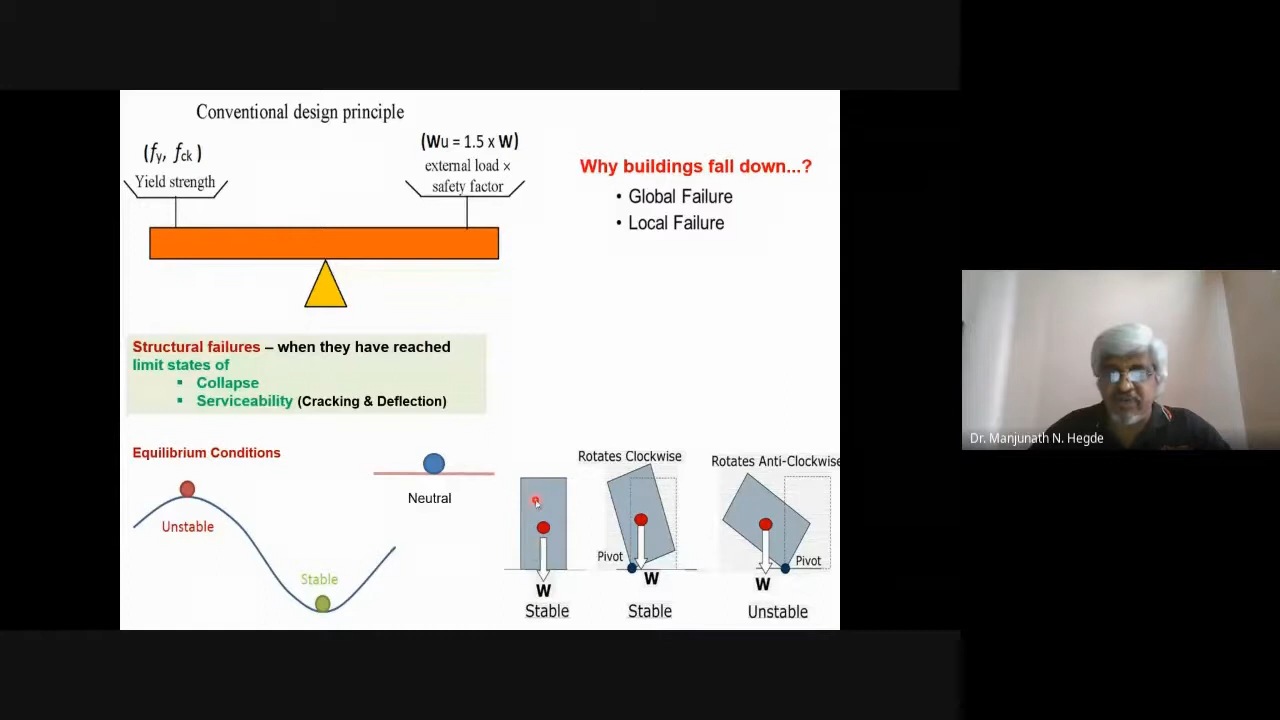 Conventional design principle
(fy, fck)
Yield strength
(Wu = 1.5 x W)
external load ×
safety factor
Why buildings fall down...?
• Global Failure
• Local Failure
Structural failures – when they have reached
limit states of
▪ Collapse
▪ Serviceability (Cracking & Deflection)
Equilibrium Conditions
Unstable
Stable
Neutral
W
Stable
Rotates Clockwise
Pivot
W
Stable
Rotates Anti-Clockwise
Pivot
W
Unstable
Dr. Manjunath N. Hegde